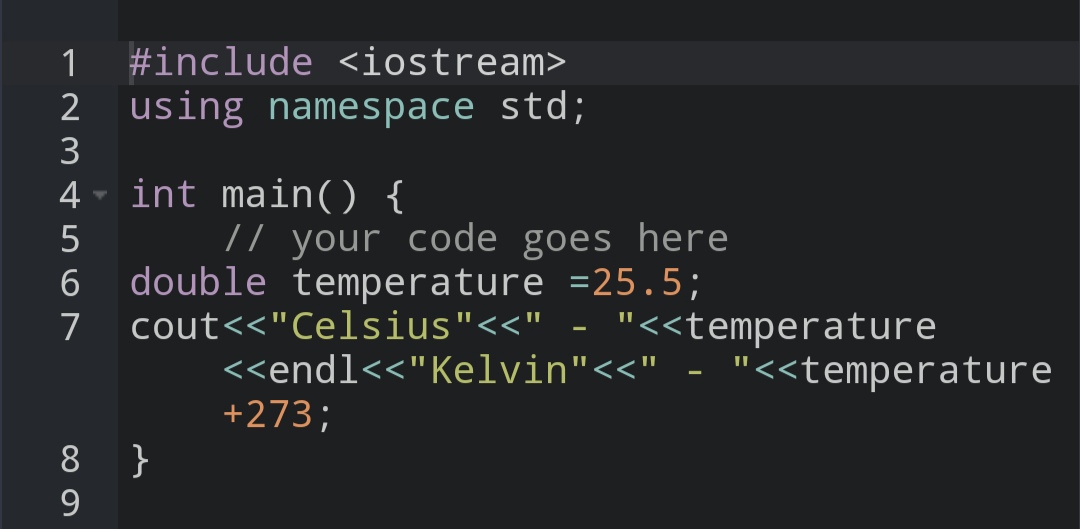 1 #include <iostream>
2 using namespace std;
3
4 int main() {
5 // your code goes here
6 double temperature =25.5;
7 cout<<"Celsius"<<" - "<<temperature
<<endl<<"Kelvin"<<" - "<<temperature
+273;
8 }
9